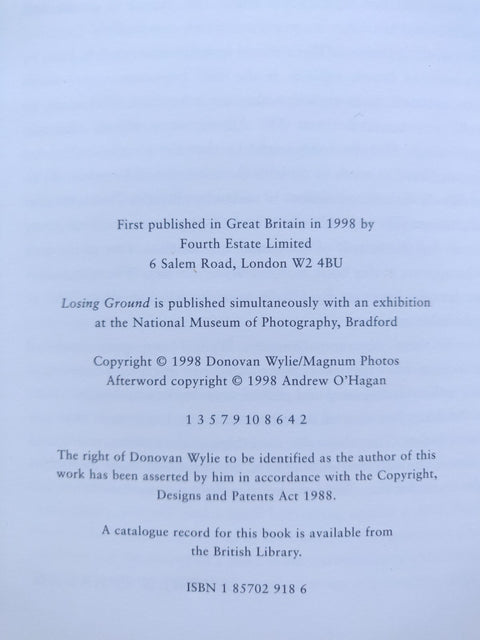 First published in Great Britain in 1998 by
Fourth Estate Limited
6 Salem Road, London W2 4BU
Losing Ground is published simultaneously with an exhibition
at the National Museum of Photography, Bradford
Copyright © 1998 Donovan Wylie/Magnum Photos
Afterword copyright © 1998 Andrew O'Hagan
1 3 5 7 9 10 8 6 4 2
The right of Donovan Wylie to be identified as the author of this
work has been asserted by him in accordance with the Copyright,
Designs and Patents Act 1988.
A catalogue record for this book is available from
the British Library.
ISBN 1 85702 918 6